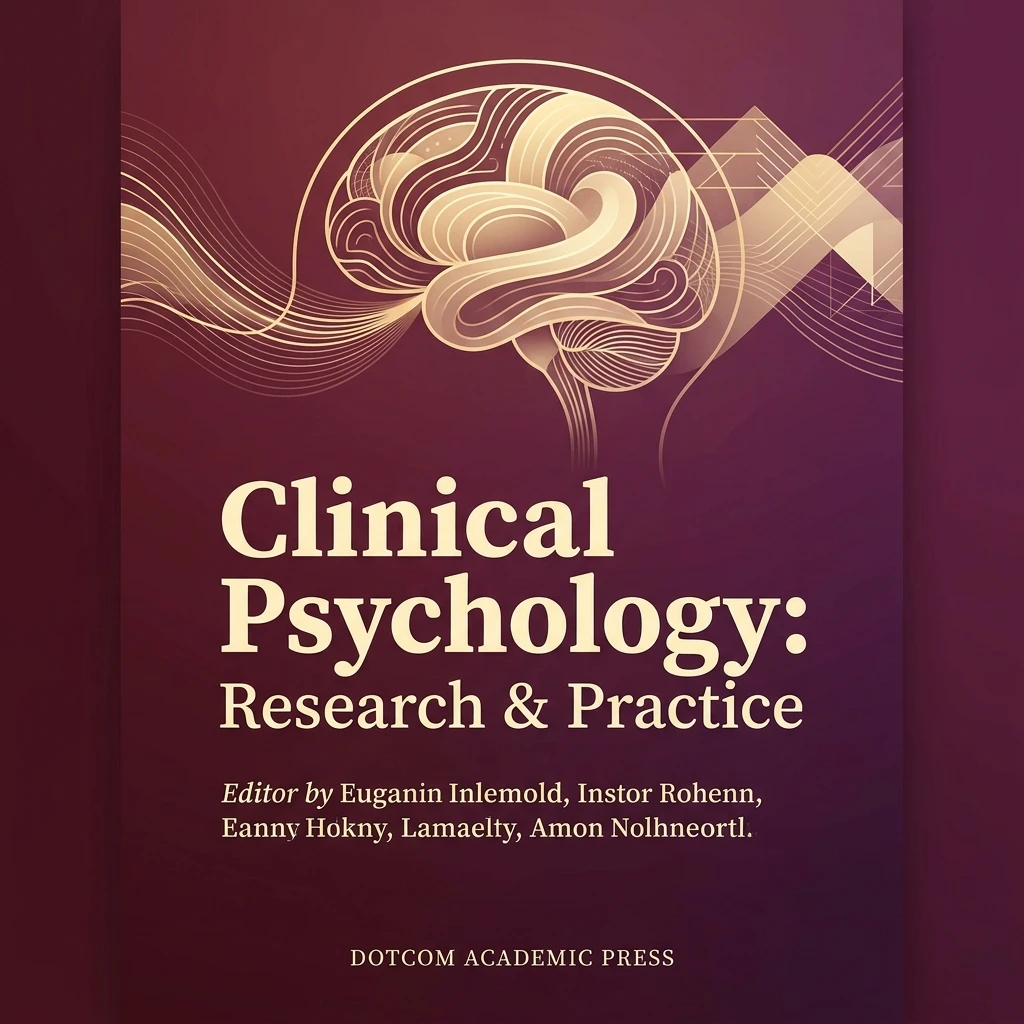 Clinical
Psychology:
Research & Practice
Editor by Euganin Inlemold, Instor Rohenn,
Eanny Hokny, Lamaelty, Amon Nolhneortl.
DOTCOM ACADEMIC PRESS